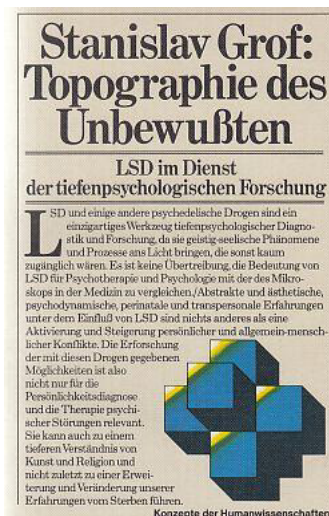 Stanislav Grof:
Topographie des
Unbewußten
LSD im Dienst
der tiefenpsychologischen Forschung
LSD und einige andere psychedelische Drogen sind ein
einzigartiges Werkzeug tiefenpsychologischer Diagno-
stik und Forschung, da sie geistig-seelische Phänomene
und Prozesse ans Licht bringen, die sonst kaum
zugänglich wären. Es ist keine Übertreibung, die Bedeutung von
LSD für Psychotherapie und Psychologie mit der des Mikro-
skops in der Medizin zu vergleichen./Abstrakte und ästhetische,
psychodynamische, perinatale und transpersonale Erfahrungen
unter dem Einfluß von LSD sind nichts anderes als eine
Aktivierung und Steigerung persönlicher und allgemein-mensch-
licher Konflikte. Die Erforschung
der mit diesen Drogen gegebenen
Möglichkeiten ist also
nicht nur für die
Persönlichkeitsdiagnose
und die Therapie psychi-
scher Störungen relevant.
Sie kann auch zu einem
tieferen Verständnis von
Kunst und Religion und
nicht zuletzt zu einer Erwei-
terung und Veränderung unserer
Erfahrungen vom Sterben führen.
Konzepte der Humanwissenschaften